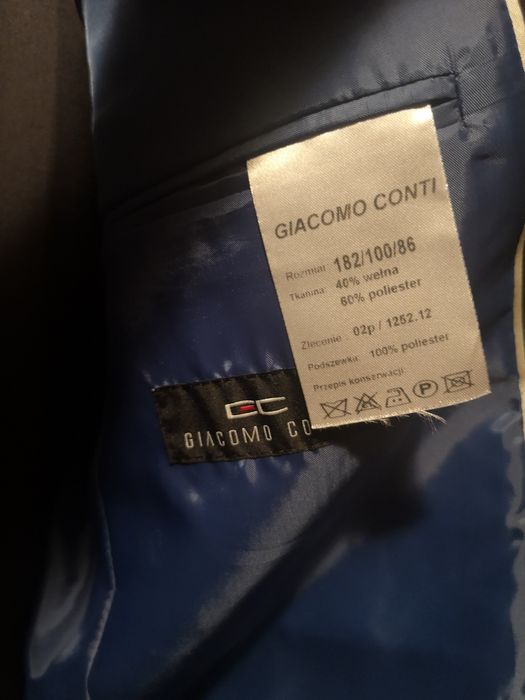 GIACOMO CONTI
Rozmiar 182/100/86
Tkanina: 40% wełna
60% poliester
Zlecenie : 02p / 1252.12
Podszewka: 100% poliester
Przepis konserwacji
P
GC
GIACOMO CO